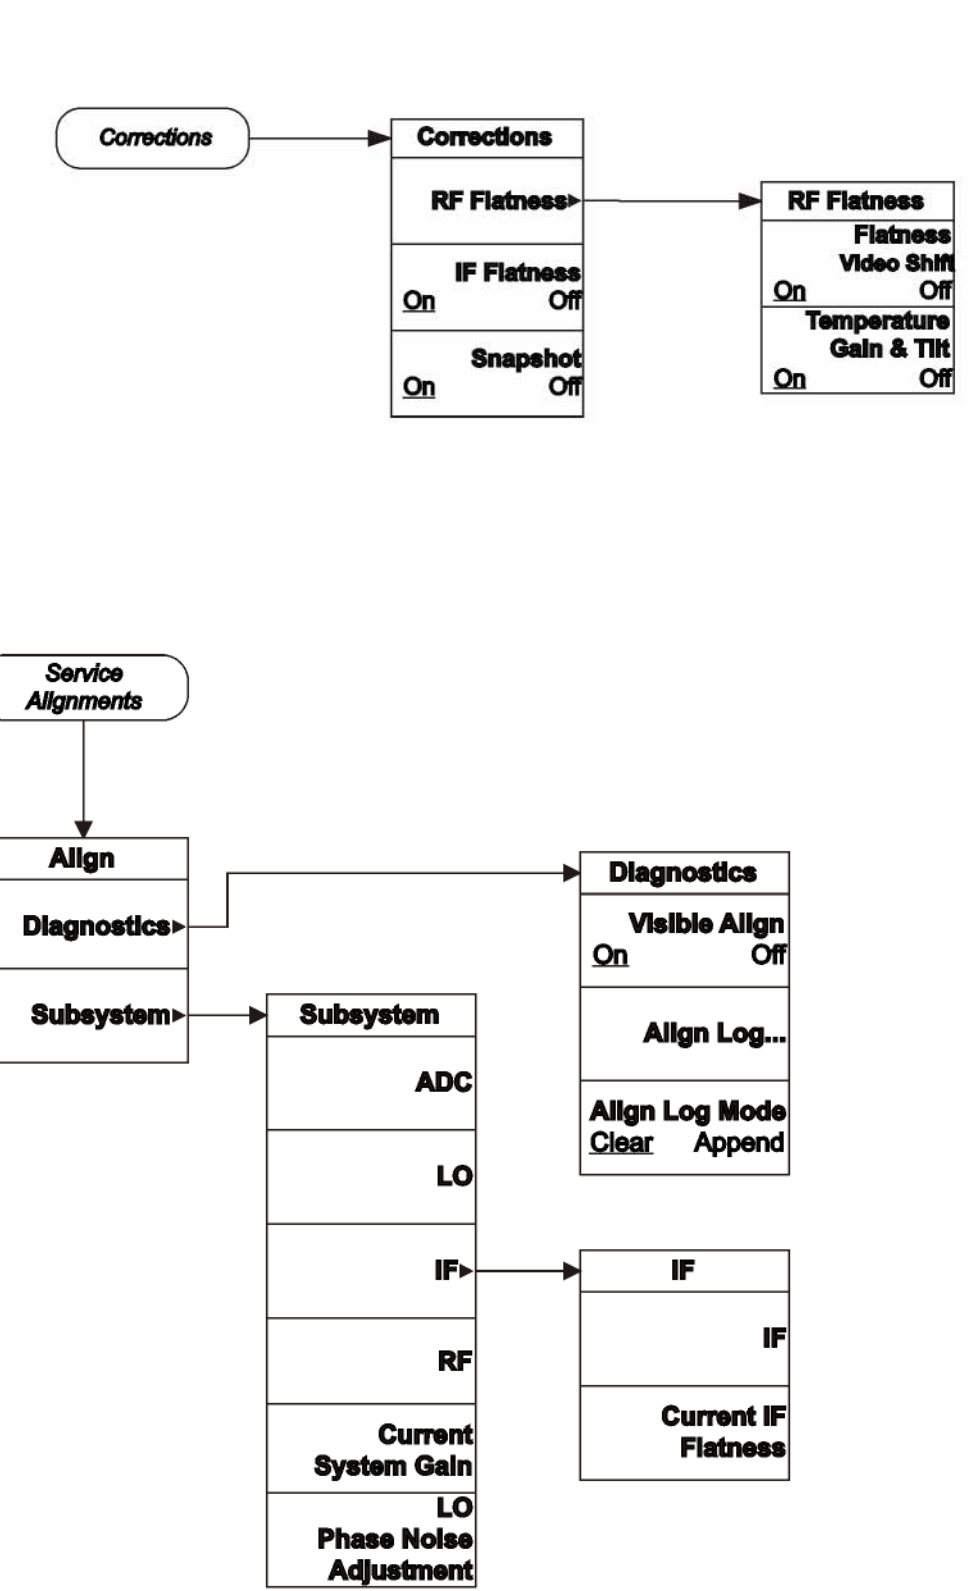 Corrections
Corrections
RF Flatness
IF Flatness
On Off
Snapshot
On Off
RF Flatness
Flatness
Video Shift
On Off
Temperature
Gain & Tilt
On Off
Service
Alignments
Align
Diagnostics
Subsystem
Diagnostics
Visible Align
On Off
Align Log...
Align Log Mode
Clear Append
Subsystem
ADC
LO
IF
RF
Current
System Gain
LO
Phase Noise
Adjustment
IF
IF
Current IF
Flatness